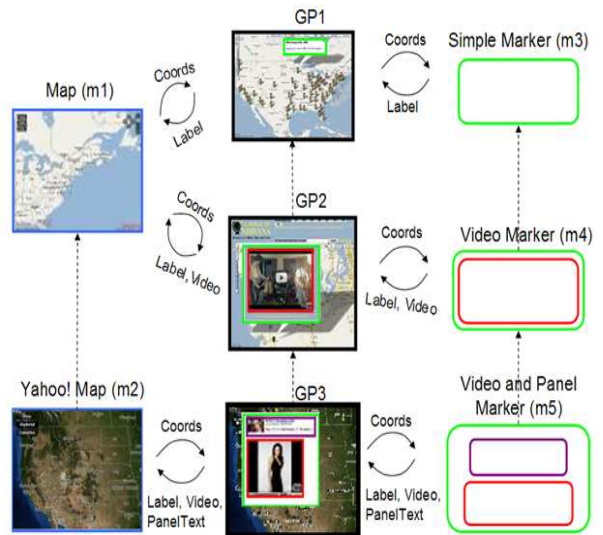 GP1
Coords
Simple Marker (m3)
Coords
Map (m1)
Label
Label
GP2
Coords
Coords
Video Marker (m4)
Label, Video
Label, Video
Yahoo! Map (m2)
GP3
Video and Panel
Marker (m5)
Coords
Coords
Label, Video,
PanelText
Label, Video,
PanelText